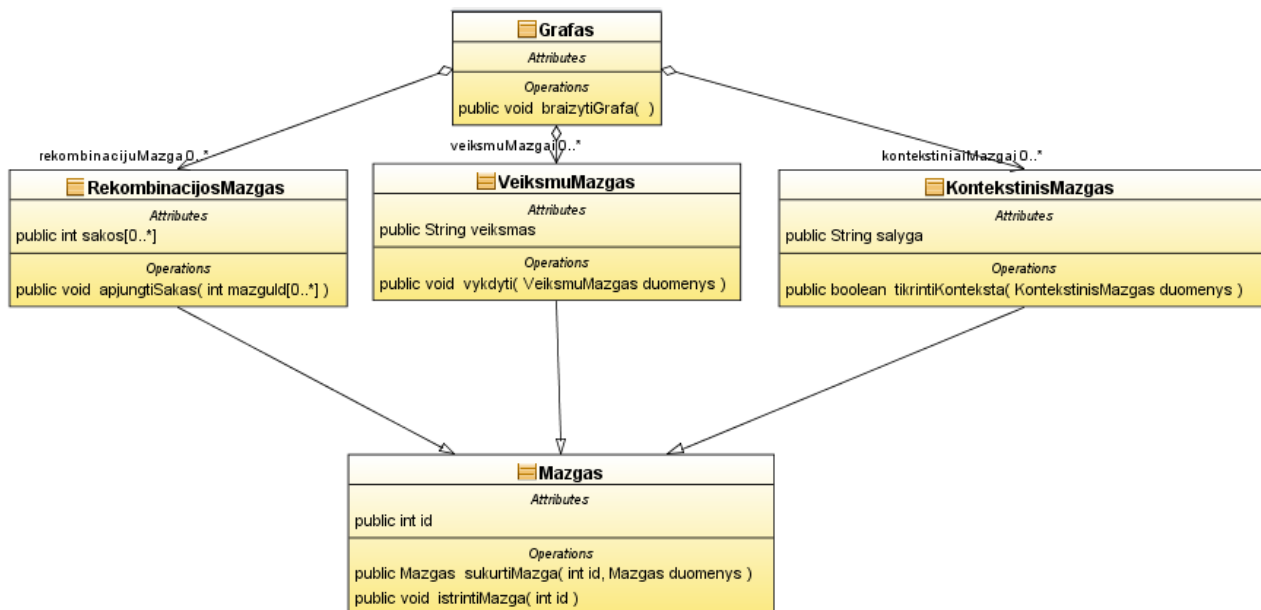 Grafas
Attributes
Operations
public void braizytiGrafa( )
rekombinacijuMazga 0..*
veiksmuMazgai 0..*
kontekstiniaiMazgai 0..*
RekombinacijosMazgas
Attributes
public int sakos[0..*]
Operations
public void apjungtiSakas( int mazguId[0..*] )
VeiksmuMazgas
Attributes
public String veiksmas
Operations
public void vykdyti( VeiksmuMazgas duomenys )
KontekstinisMazgas
Attributes
public String salyga
Operations
public boolean tikrintiKonteksta( KontekstinisMazgas duomenys )
Mazgas
Attributes
public int id
Operations
public Mazgas sukurtiMazga( int id, Mazgas duomenys )
public void istrintiMazga( int id )